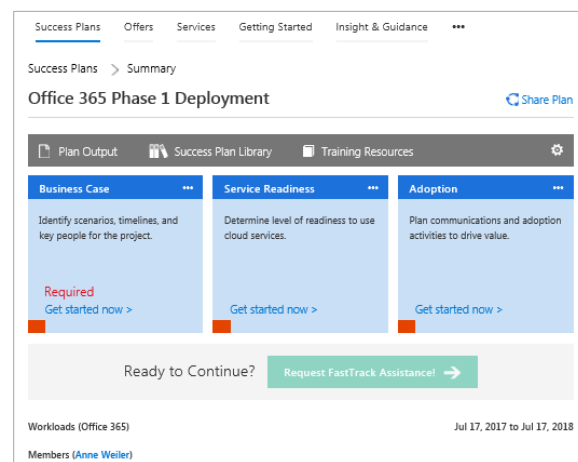 Success Plans Offers Services Getting Started Insight & Guidance •••
Success Plans > Summary
Office 365 Phase 1 Deployment
Share Plan
Plan Output Success Plan Library Training Resources
Business Case •••
Identify scenarios, timelines, and
key people for the project.
Required
Get started now >
Service Readiness •••
Determine level of readiness to use
cloud services.
Get started now >
Adoption •••
Plan communications and adoption
activities to drive value.
Get started now >
Ready to Continue? Request FastTrack Assistance!
Workloads (Office 365) Jul 17, 2017 to Jul 17, 2018
Members (Anne Weiler)